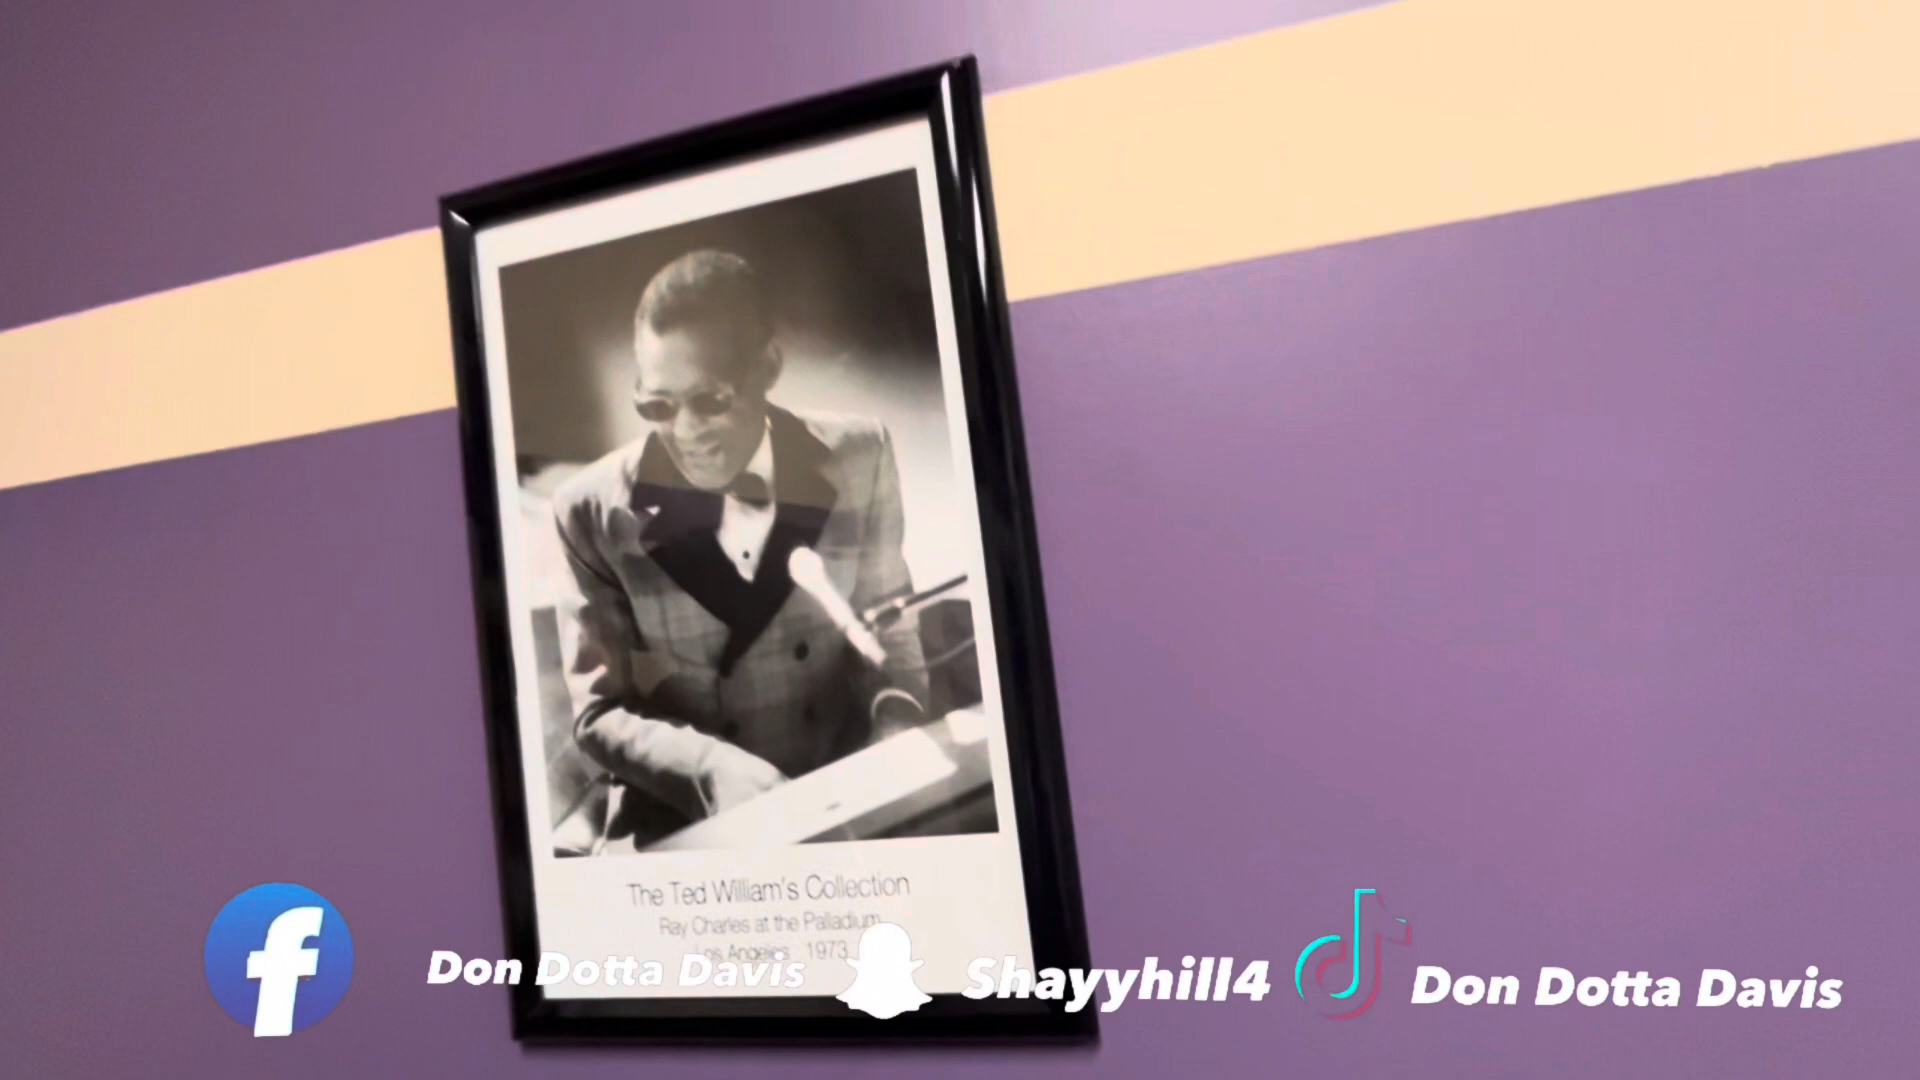 The Ted William's Collection
Ray Charles at the Palladium
Los Angeles 1973
Don Dotta Davis
Shayyhill4
Don Dotta Davis